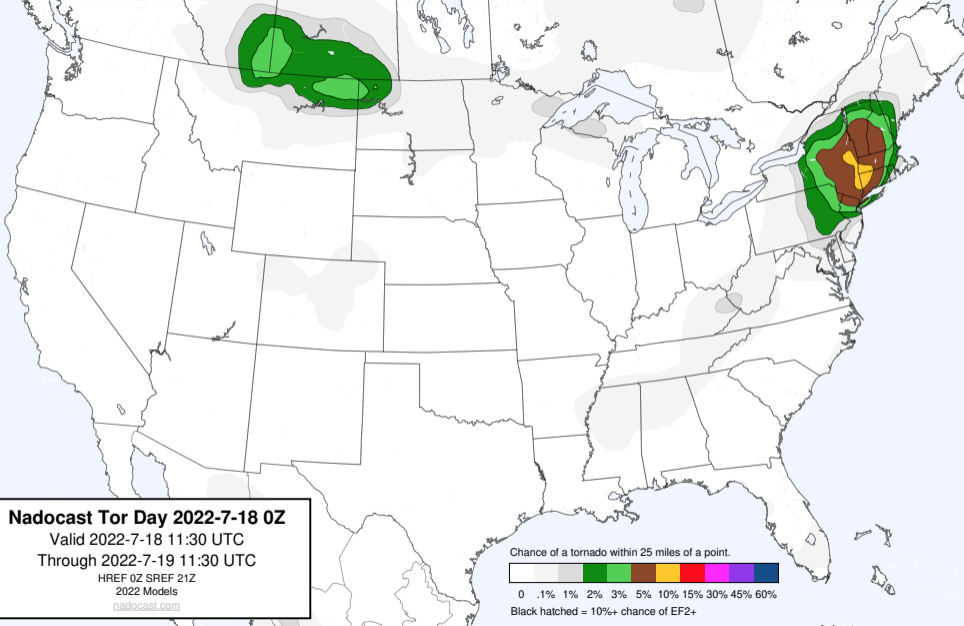 Nadocast Tor Day 2022-7-18 0Z
Valid 2022-7-18 11:30 UTC
Through 2022-7-19 11:30 UTC
HREF 0Z SREF 21Z
2022 Models
nadocast.com
Chance of a tornado within 25 miles of a point.
0 .1% 1% 2% 3% 5% 10% 15% 30% 45% 60%
Black hatched = 10%+ chance of EF2+